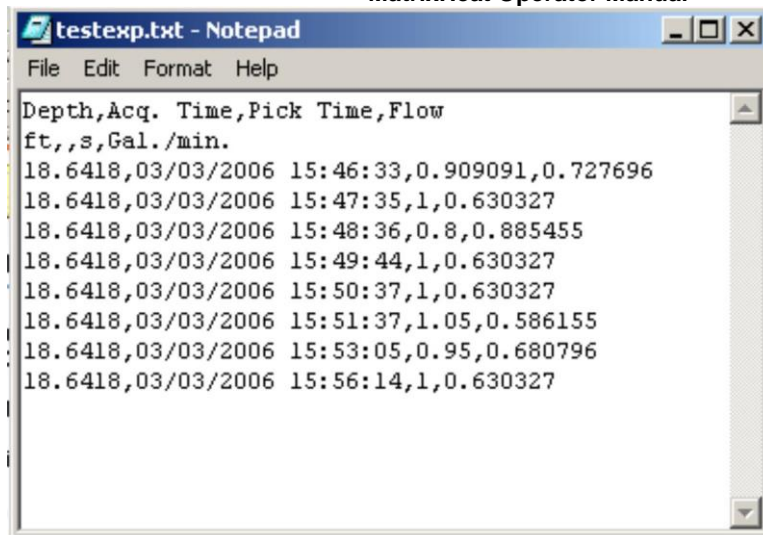 MatrixHeat Operator Manual
testexp.txt - Notepad
File Edit Format Help
Depth,Acq. Time,Pick Time,Flow
ft,,s,Gal./min.
18.6418,03/03/2006 15:46:33,0.909091,0.727696
18.6418,03/03/2006 15:47:35,1,0.630327
18.6418,03/03/2006 15:48:36,0.8,0.885455
18.6418,03/03/2006 15:49:44,1,0.630327
18.6418,03/03/2006 15:50:37,1,0.630327
18.6418,03/03/2006 15:51:37,1.05,0.586155
18.6418,03/03/2006 15:53:05,0.95,0.680796
18.6418,03/03/2006 15:56:14,1,0.630327